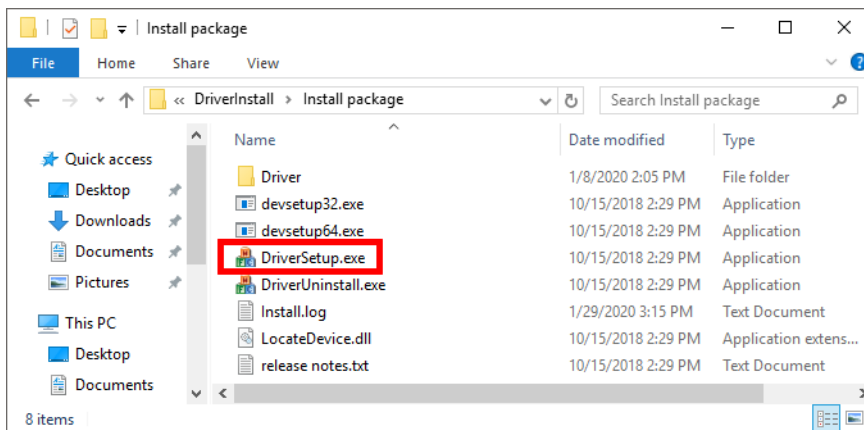 Install package
File Home Share View
« DriverInstall > Install package Search Install package
Name Date modified Type
Quick access
Desktop
Downloads
Documents
Pictures
This PC
Desktop
Documents
Driver 1/8/2020 2:05 PM File folder
devsetup32.exe 10/15/2018 2:29 PM Application
devsetup64.exe 10/15/2018 2:29 PM Application
DriverSetup.exe 10/15/2018 2:29 PM Application
DriverUninstall.exe 10/15/2018 2:29 PM Application
Install.log 1/29/2020 3:15 PM Text Document
LocateDevice.dll 10/15/2018 2:29 PM Application extens...
release notes.txt 10/15/2018 2:29 PM Text Document
8 items